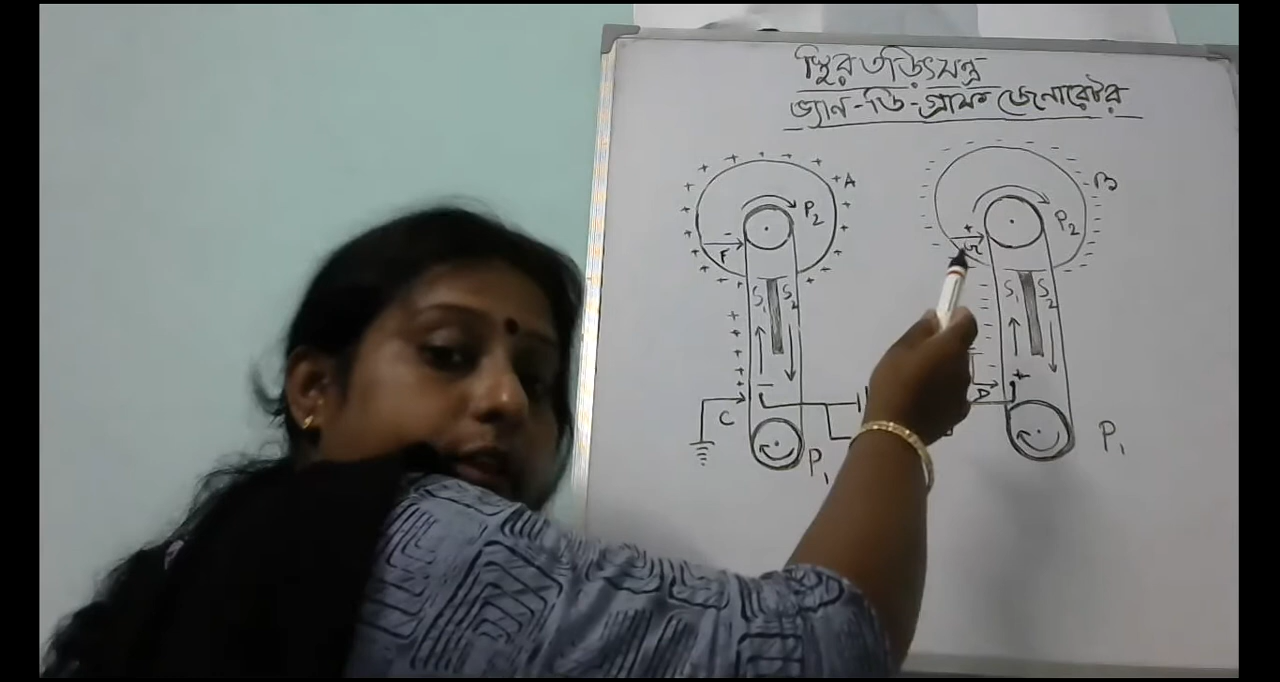 স্থির তড়িৎযন্ত্র
ভ্যান-ডি-গ্রাফ জেনারেটর
A
P₂
F
S₁ S₂
C
P₁
B
P₂
G
S₁ S₂
D
P₁